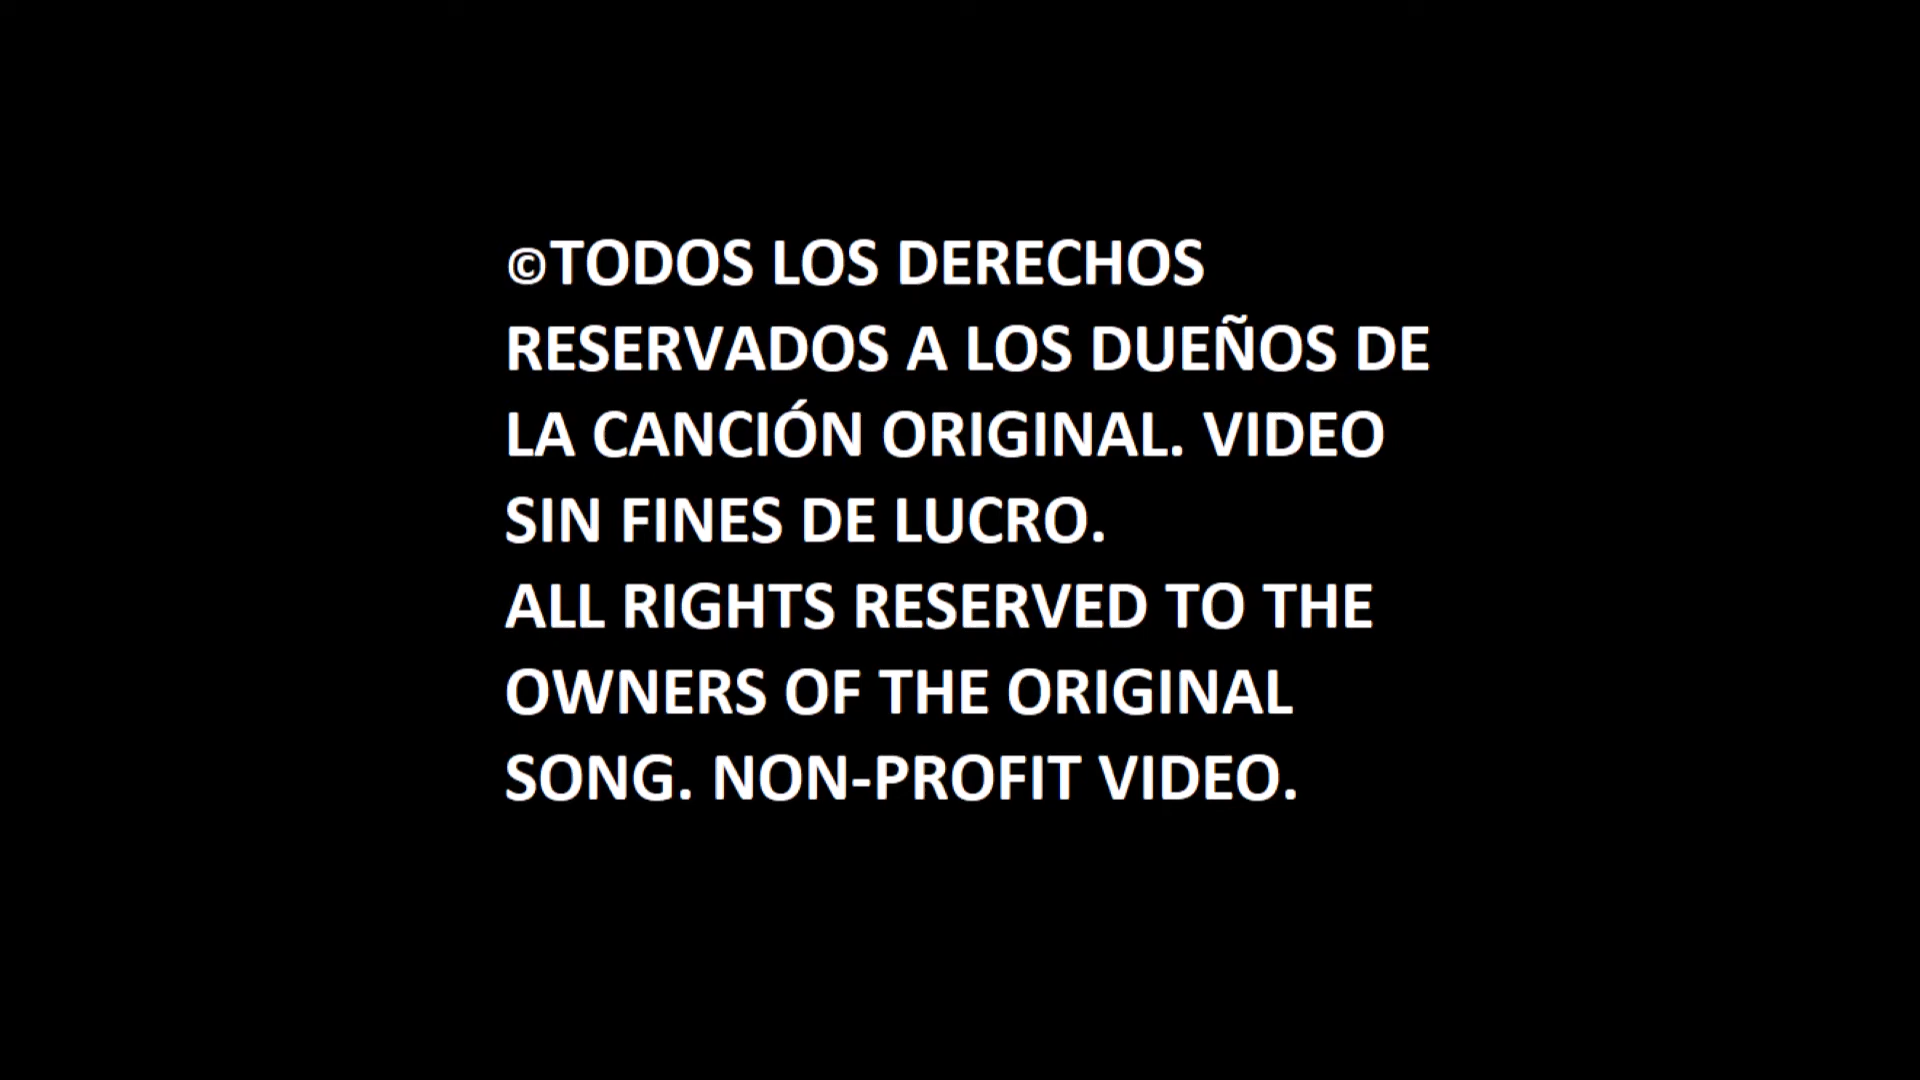 ©TODOS LOS DERECHOS
RESERVADOS A LOS DUEÑOS DE
LA CANCIÓN ORIGINAL. VIDEO
SIN FINES DE LUCRO.
ALL RIGHTS RESERVED TO THE
OWNERS OF THE ORIGINAL
SONG. NON-PROFIT VIDEO.